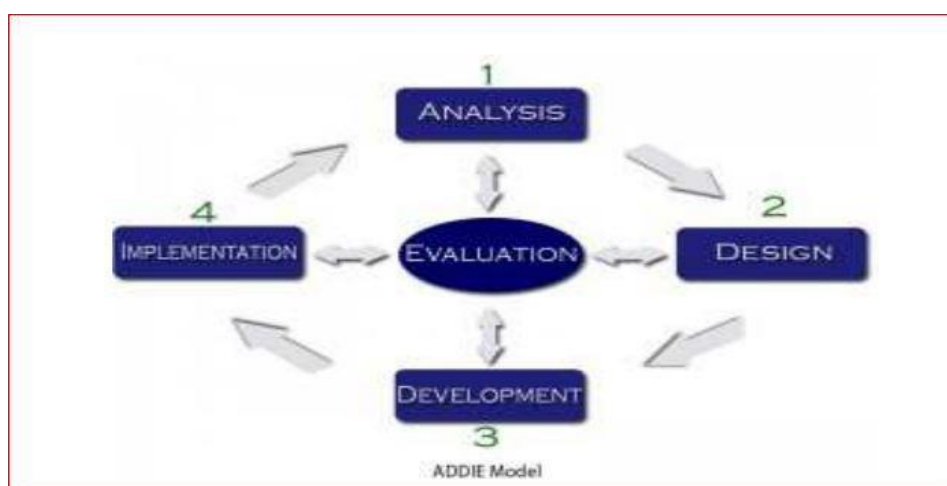 1
ANALYSIS
4
2
IMPLEMENTATION
EVALUATION
DESIGN
DEVELOPMENT
3
ADDIE Model